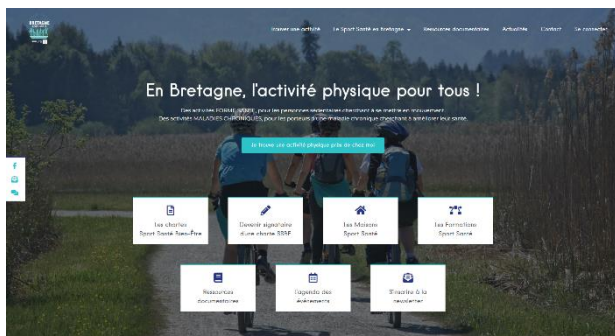 BRETAGNE
Trouver une activité
Le Sport Santé en Bretagne
Ressources documentaires
Actualités
Contact
Se connecter
En Bretagne, l'activité physique pour tous !
Des activités FORME SANTÉ, pour les personnes sédentaires cherchant à se mettre en mouvement.
Des activités MALADIES CHRONIQUES, pour les porteurs d'une maladie chronique cherchant à améliorer leur santé.
Je trouve une activité physique près de chez moi
Les chartes
Sport Santé Bien-Être
Devenir signataire
d'une charte SSBE
Les Maisons
Sport Santé
Les Formations
Sport Santé
Ressources
documentaires
L'agenda des
événements
S'inscrire à la
newsletter